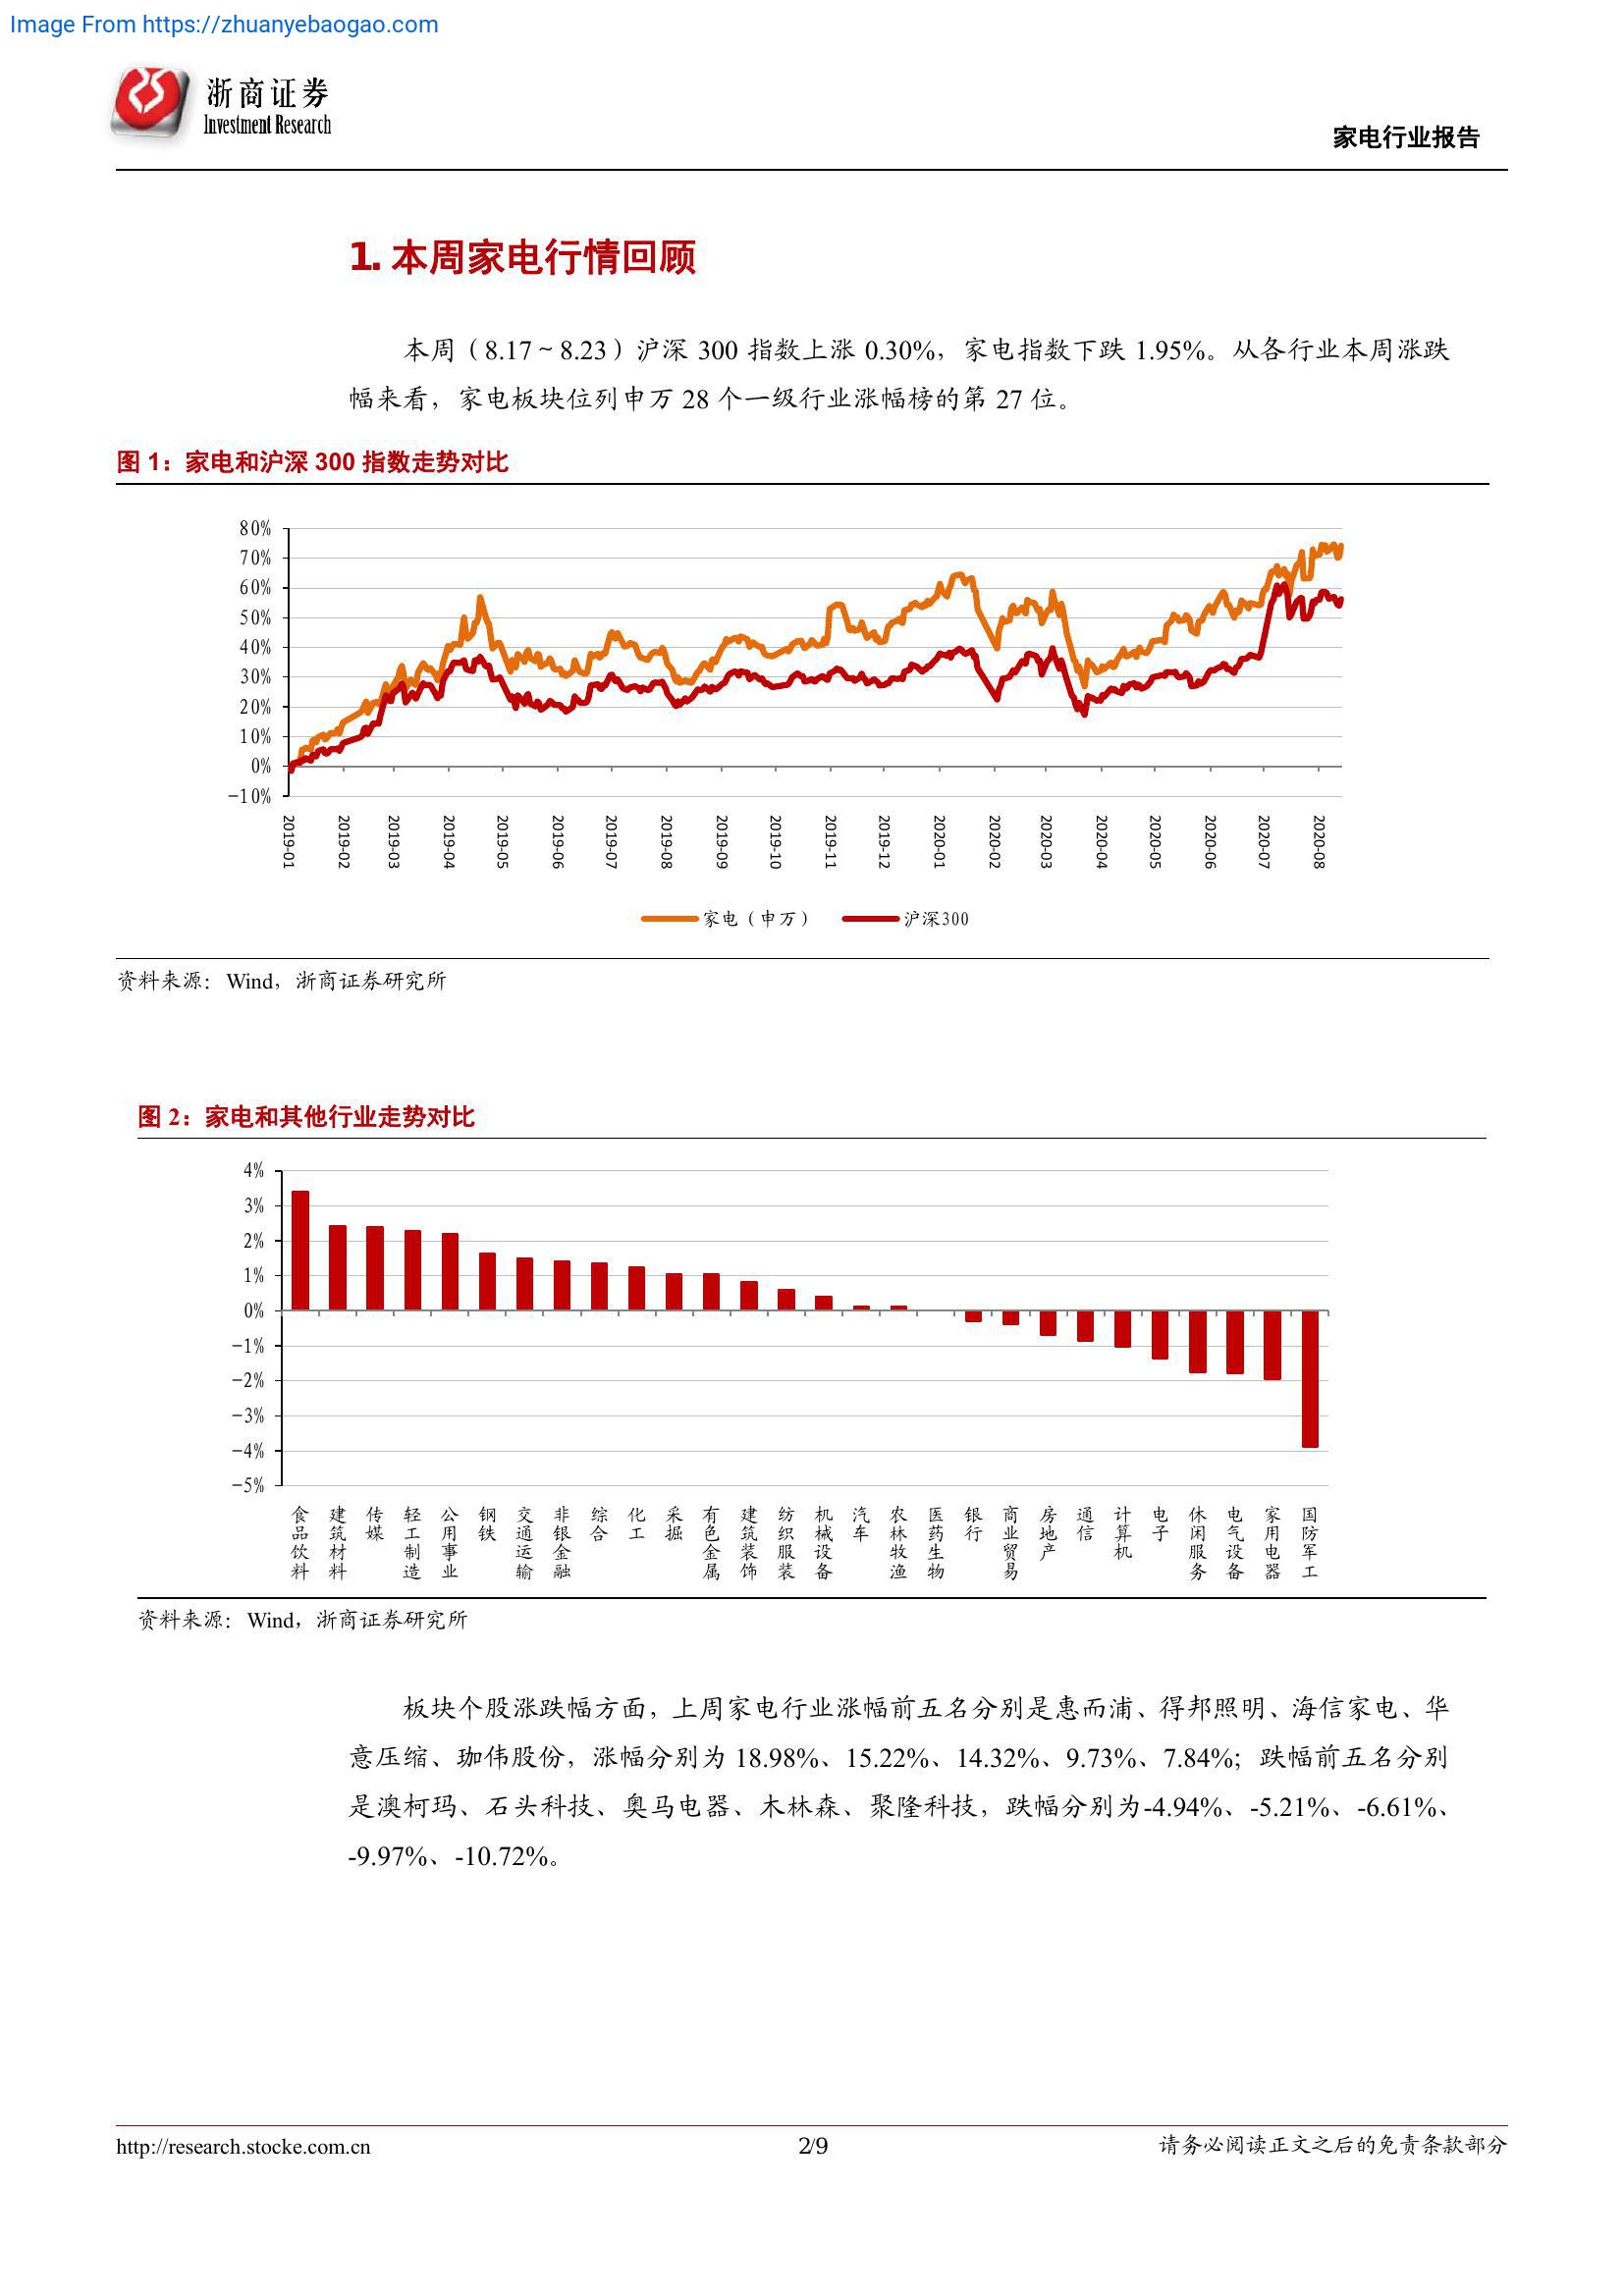 Image From https://zhuanyebaogao.com
浙商证券
Investment Research
家电行业报告
1. 本周家电行情回顾
本周（8.17～8.23）沪深 300 指数上涨 0.30%，家电指数下跌 1.95%。从各行业本周涨跌
幅来看，家电板块位列申万 28 个一级行业涨幅榜的第 27 位。
图 1：家电和沪深 300 指数走势对比
80%
70%
60%
50%
40%
30%
20%
10%
0%
-10%
2019-01
2019-02
2019-03
2019-04
2019-05
2019-06
2019-07
2019-08
2019-09
2019-10
2019-11
2019-12
2020-01
2020-02
2020-03
2020-04
2020-05
2020-06
2020-07
2020-08
家电（申万） 沪深300
资料来源：Wind，浙商证券研究所
图 2：家电和其他行业走势对比
4%
3%
2%
1%
0%
-1%
-2%
-3%
-4%
-5%
食品饮料
建筑材料
传媒
轻工制造
公用事业
钢铁
交通运输
非银金融
综合
化工
采掘
有色金属
建筑装饰
纺织服装
机械设备
汽车
农林牧渔
医药生物
银行
商业贸易
房地产
通信
计算机
电子
休闲服务
电气设备
家用电器
国防军工
资料来源：Wind，浙商证券研究所
板块个股涨跌幅方面，上周家电行业涨幅前五名分别是惠而浦、得邦照明、海信家电、华
意压缩、珈伟股份，涨幅分别为 18.98%、15.22%、14.32%、9.73%、7.84%；跌幅前五名分别
是澳柯玛、石头科技、奥马电器、木林森、聚隆科技，跌幅分别为-4.94%、-5.21%、-6.61%、
-9.97%、-10.72%。
http://research.stocke.com.cn 2/9 请务必阅读正文之后的免责条款部分